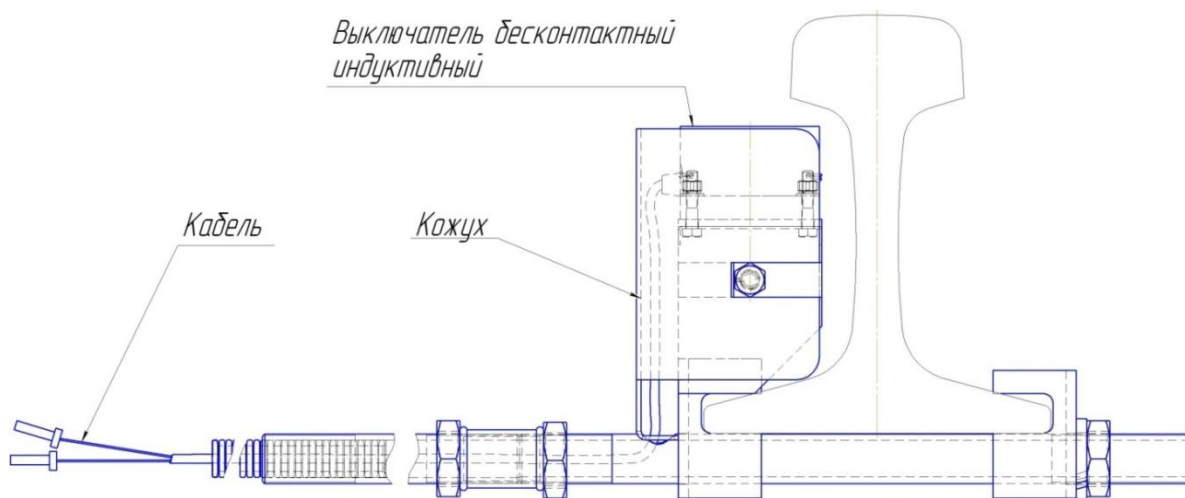 Выключатель бесконтактный
индуктивный
Кабель
Кожух